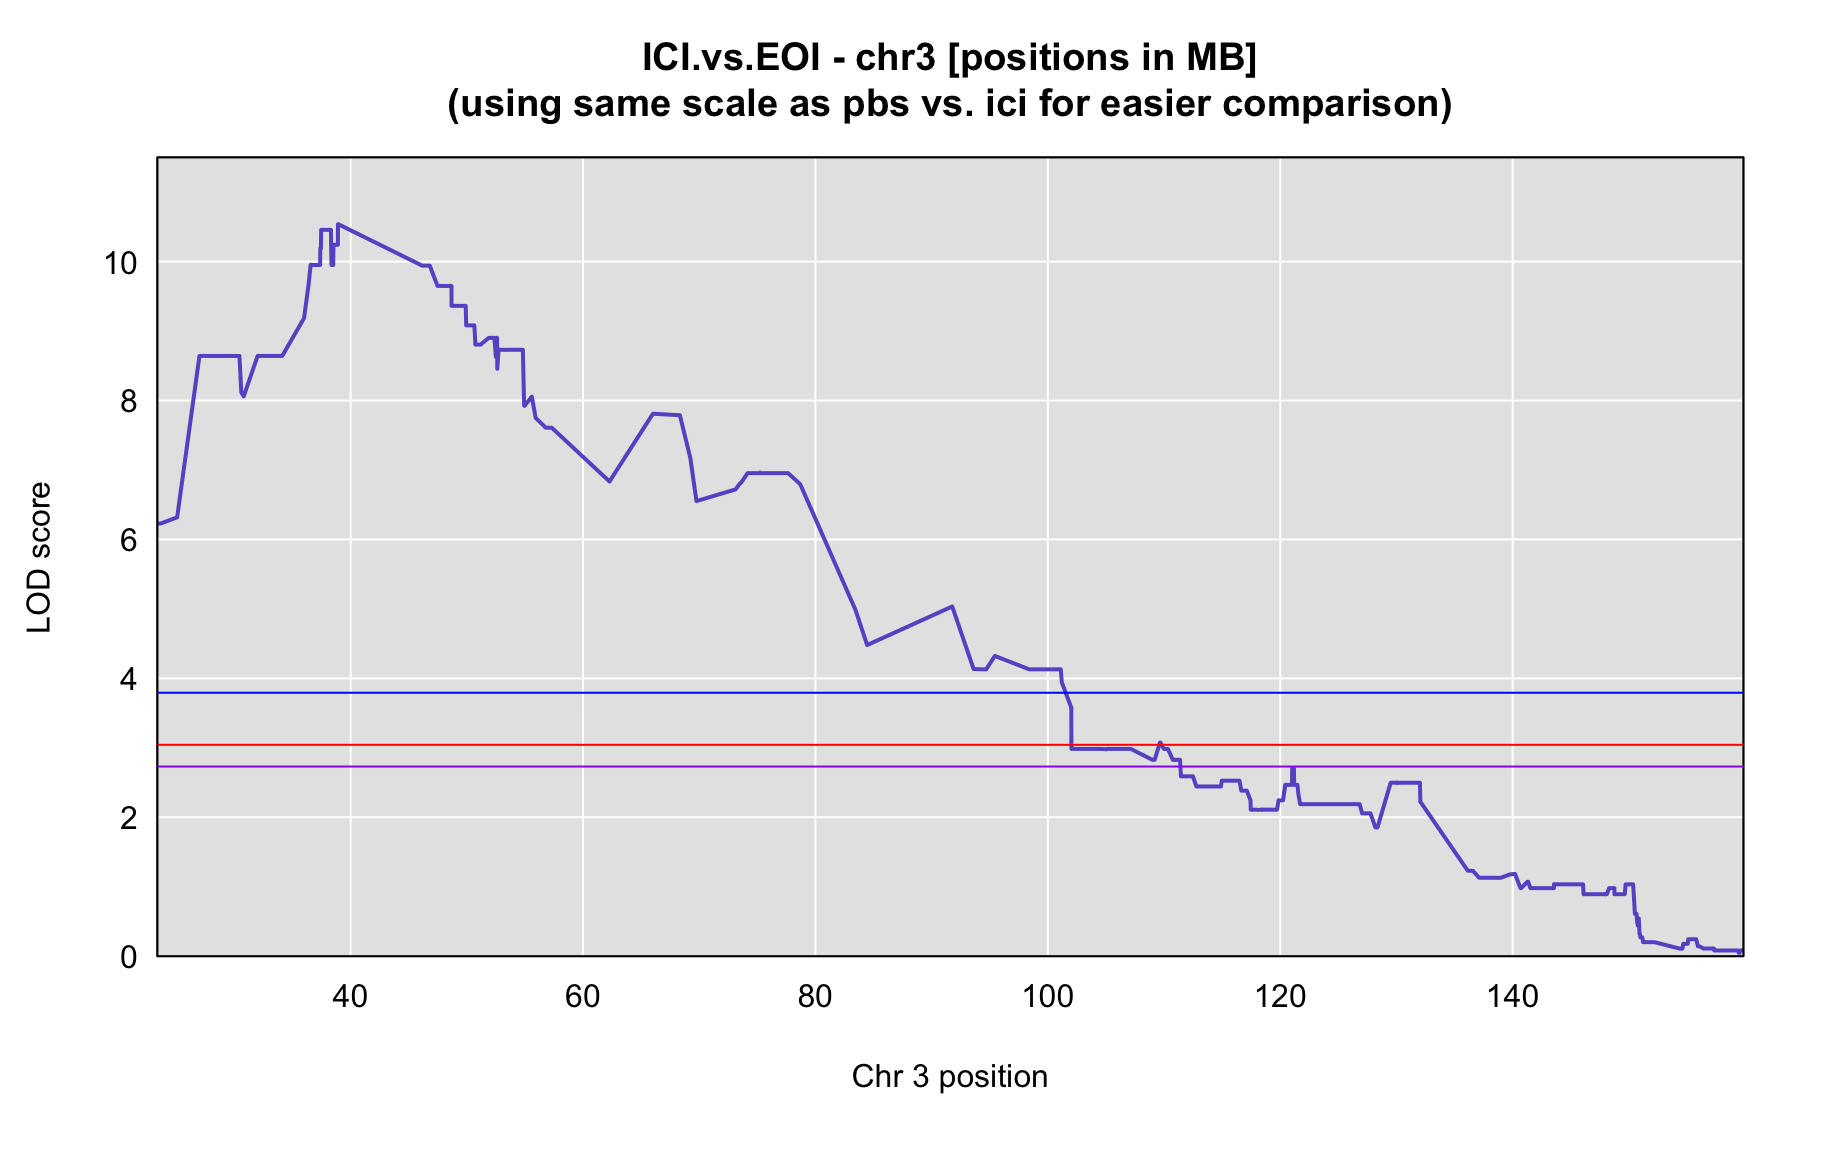 ICI.vs.EOI - chr3 [positions in MB]
(using same scale as pbs vs. ici for easier comparison)
LOD score
10
8
6
4
2
0
40 60 80 100 120 140
Chr 3 position